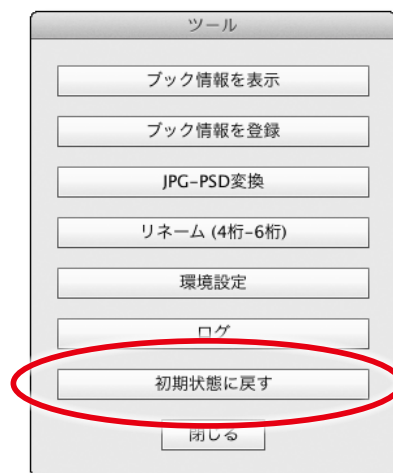 ツール
ブック情報を表示
ブック情報を登録
JPG-PSD変換
リネーム (4桁-6桁)
環境設定
ログ
初期状態に戻す
閉じる